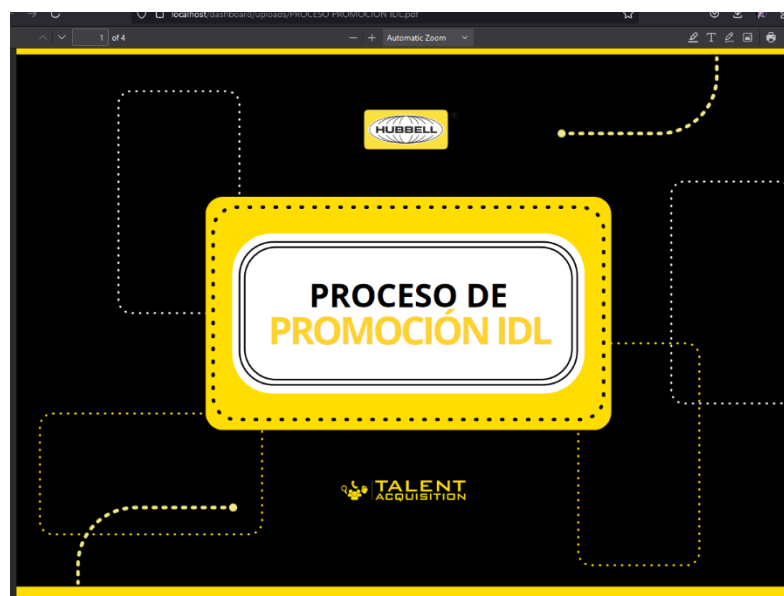 localhost/dashboard/uploads/PROCESO PROMOCION IDL.pdf
1 of 4
Automatic Zoom
HUBBELL
®
PROCESO DE
PROMOCIÓN IDL
TALENT
ACQUISITION